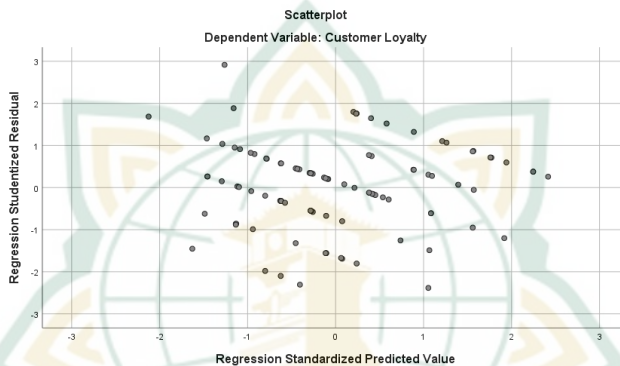 Scatterplot
Dependent Variable: Customer Loyalty
Regression Studentized Residual
3
2
1
0
-1
-2
-3
-3 -2 -1 0 1 2 3
Regression Standardized Predicted Value